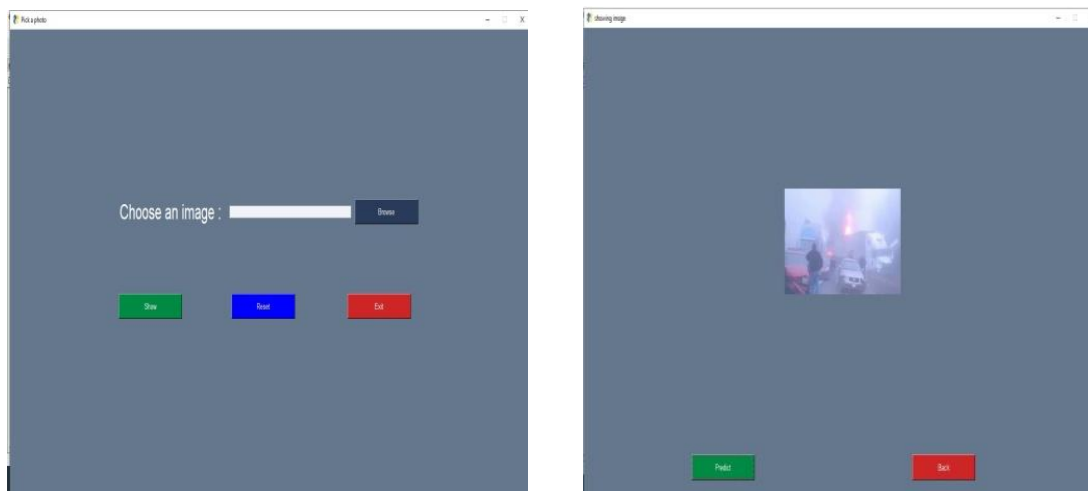 Pick a photo
Choose an image :
Browse
Show
Reset
Exit
showing image
Predict
Back